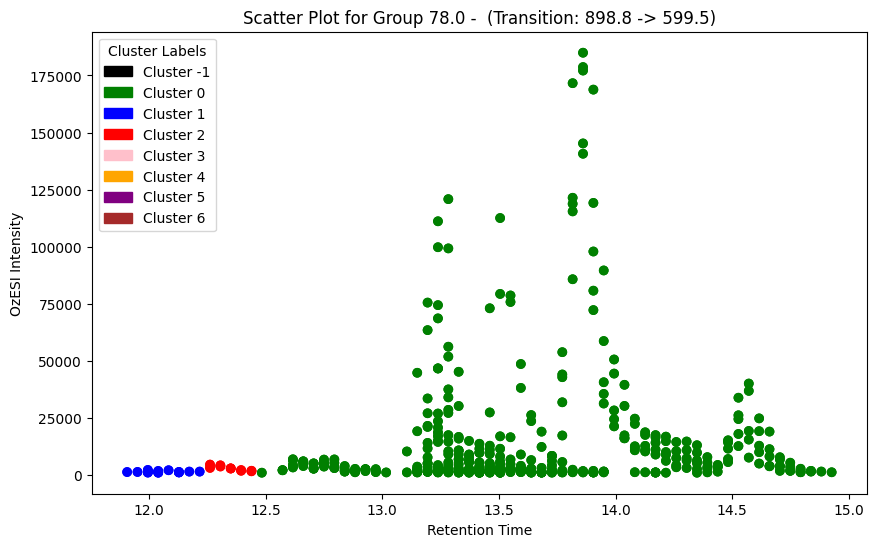 Scatter Plot for Group 78.0 -  (Transition: 898.8 -> 599.5)
Cluster Labels
Cluster -1
Cluster 0
Cluster 1
Cluster 2
Cluster 3
Cluster 4
Cluster 5
Cluster 6
OzESI Intensity
175000
150000
125000
100000
75000
50000
25000
0
12.0 12.5 13.0 13.5 14.0 14.5 15.0
Retention Time